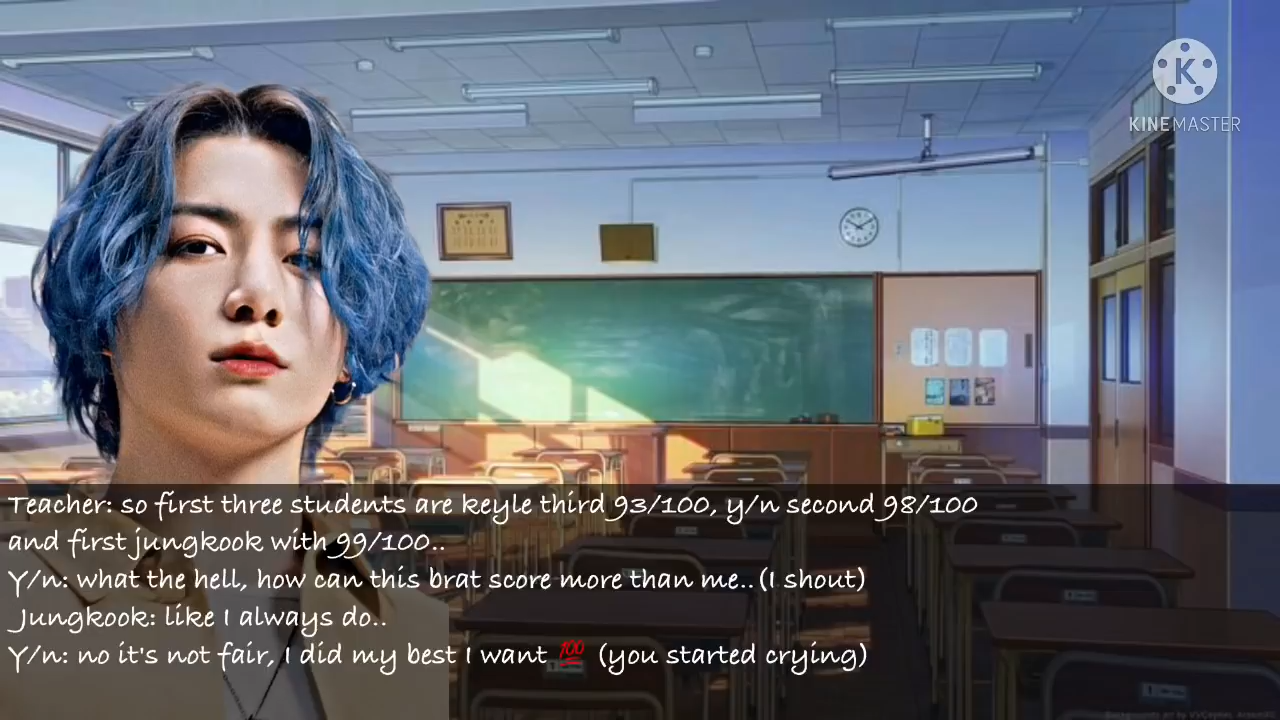 KINEMASTER
Teacher: so first three students are keyle third 93/100, y/n second 98/100
and first jungkook with 99/100..
Y/n: what the hell, how can this brat score more than me..(I shout)
Jungkook: like I always do..
Y/n: no it's not fair, I did my best I want 💯 (you started crying)